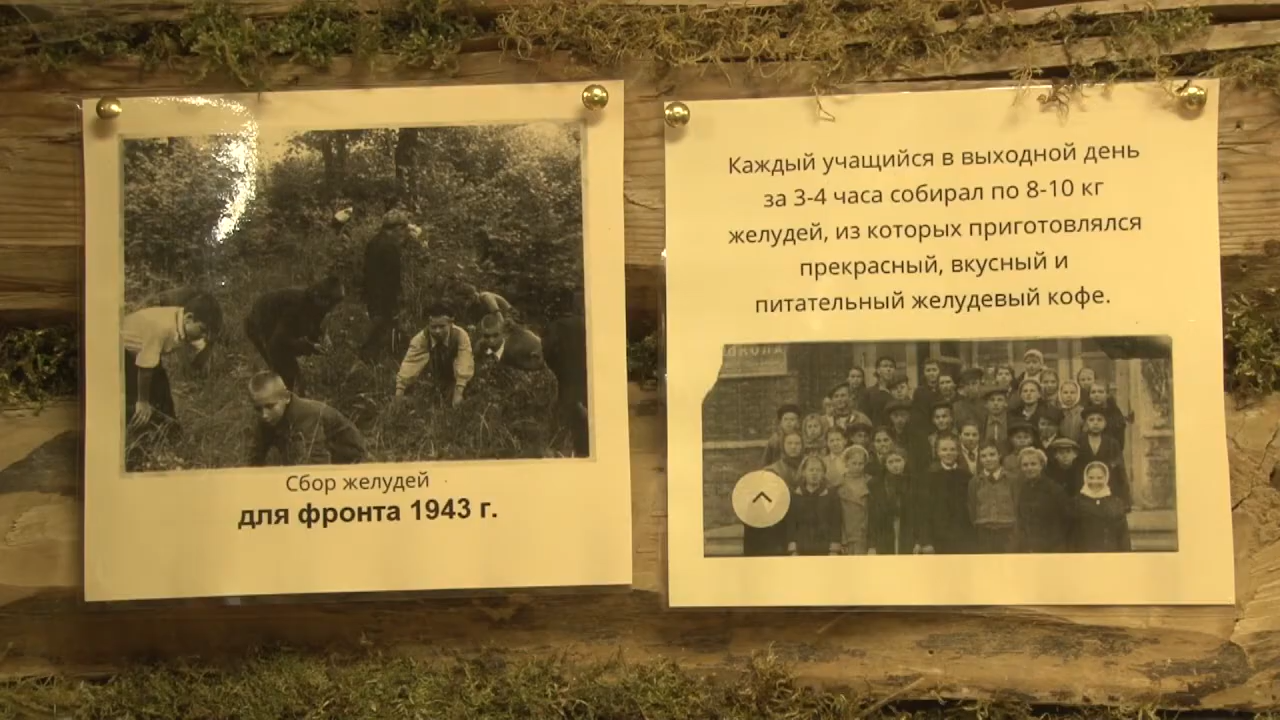 Сбор желудей
для фронта 1943 г.
Каждый учащийся в выходной день
за 3-4 часа собирал по 8-10 кг
желудей, из которых приготовлялся
прекрасный, вкусный и
питательный желудевый кофе.